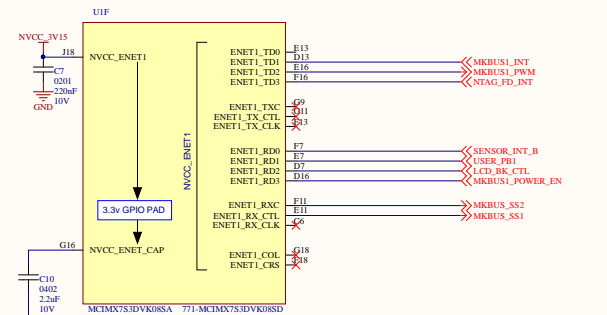 U1F
NVCC_3V15
J18
NVCC_ENET1
C7
0201
220nF
10V
GND
NVCC_ENET1
3.3v GPIO PAD
G16
NVCC_ENET_CAP
C10
0402
2.2uF
10V
ENET1_TD0 E13
ENET1_TD1 D13 MKBUS1_INT
ENET1_TD2 E16 MKBUS1_PWM
ENET1_TD3 F16 NTAG_FD_INT
ENET1_TXC G9
ENET1_TX_CTL
ENET1_TX_CLK
ENET1_RD0 F7 SENSOR_INT_B
ENET1_RD1 E7 USER_PB1
ENET1_RD2 D7 LCD_BK_CTL
ENET1_RD3 D16 MKBUS1_POWER_EN
ENET1_RXC F11 MKBUS_SS2
ENET1_RX_CTL E11 MKBUS_SS1
ENET1_RX_CLK C6
ENET1_COL G18
ENET1_CRS
MCIMX7S3DVK08SA 771-MCIMX7S3DVK08SD